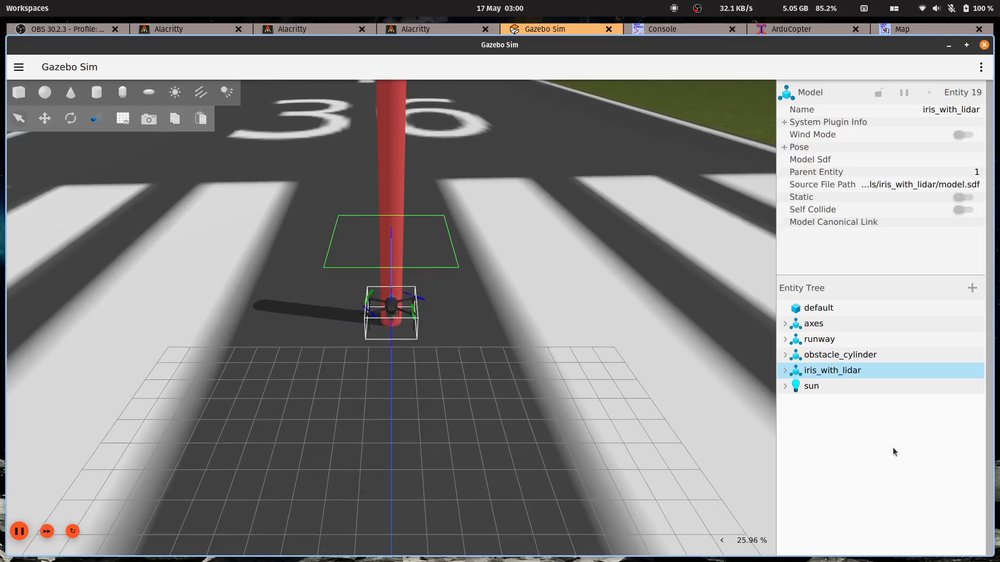 Workspaces
17 May 03:00
32.1 KB/s
5.05 GB
85.2%
100 %
OBS 30.2.3 - Profile: ...
Alacritty
Alacritty
Alacritty
Gazebo Sim
Console
ArduCopter
Map
Gazebo Sim
Gazebo Sim
Model
Entity 19
Name
iris_with_lidar
System Plugin Info
Wind Mode
Pose
Model Sdf
Parent Entity
1
Source File Path
...ls/iris_with_lidar/model.sdf
Static
Self Collide
Model Canonical Link
Entity Tree
default
axes
runway
obstacle_cylinder
iris_with_lidar
sun
36
25.96 %